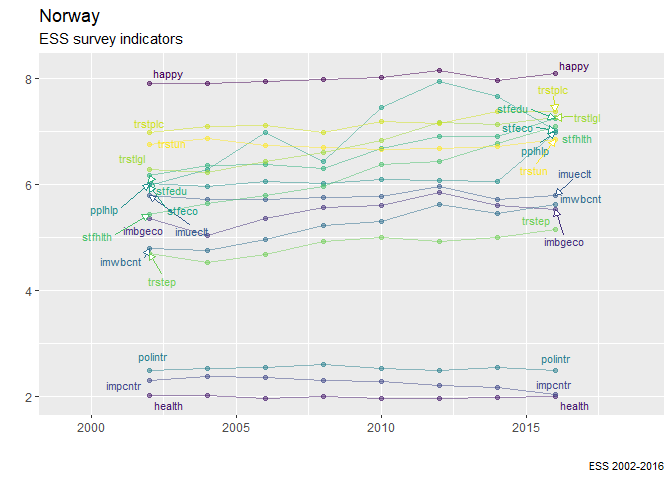 Norway
ESS survey indicators
happy
happy
8
trstplc
trstplc
stfedu
trstlgl
trstun
stfeco
stfhlth
pplhlp
trstlgl
trstun
6
imueclt
stfedu
imwbcnt
pplhlp
stfeco
trstep
imbgeco
imueclt
stfhlth
imbgeco
imwbcnt
trstep
4
polintr
polintr
impcntr
impcntr
2
health
health
2000
2005
2010
2015
ESS 2002-2016